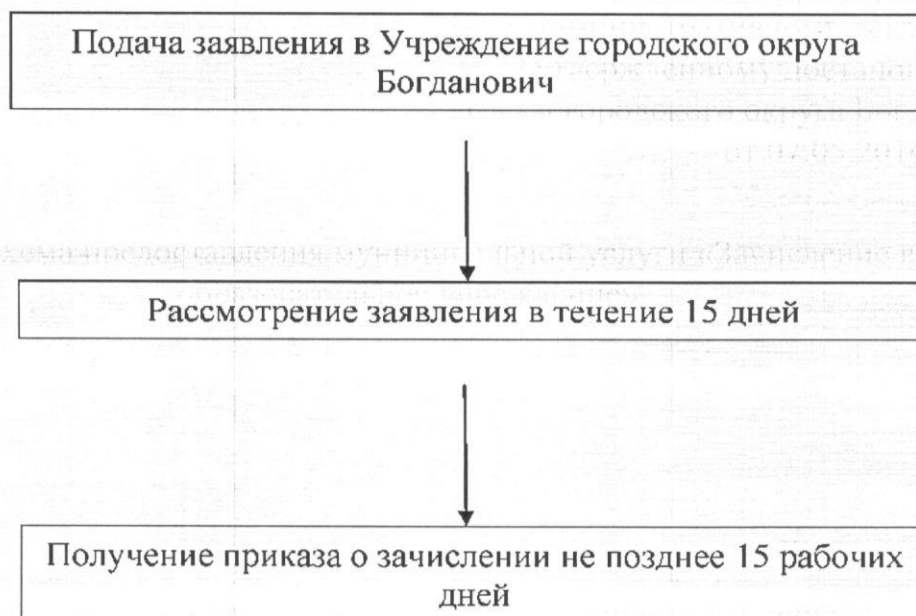 Подача заявления в Учреждение городского округа
Богданович
Рассмотрение заявления в течение 15 дней
Получение приказа о зачислении не позднее 15 рабочих
дней